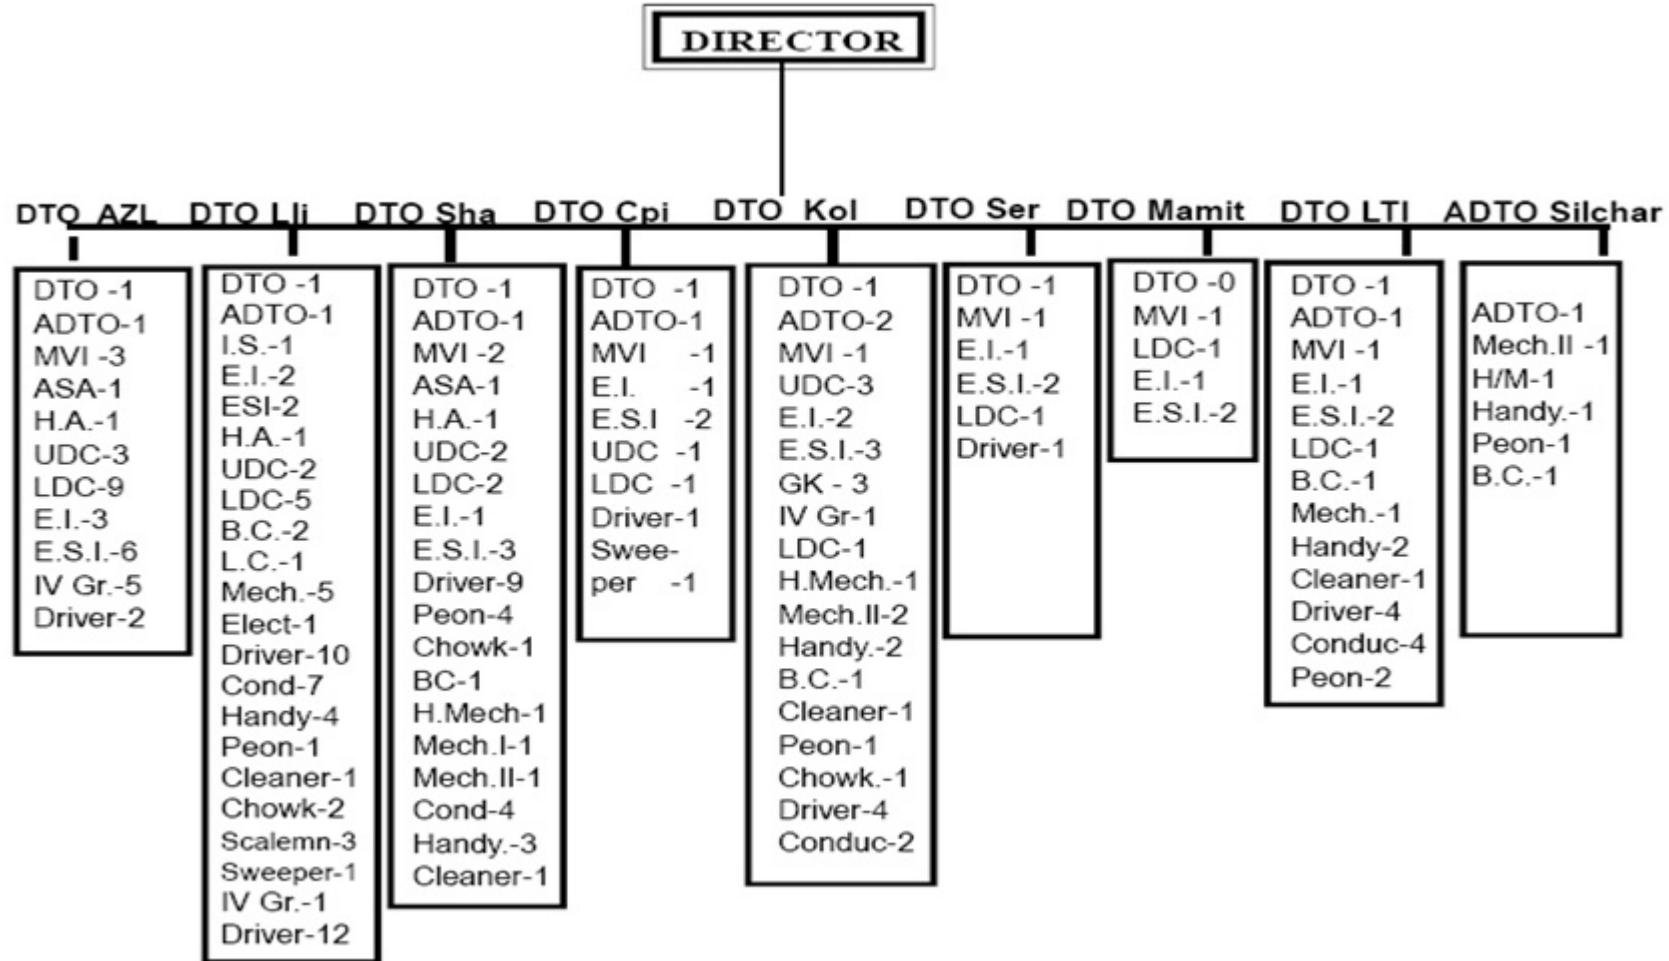 DIRECTOR
DTO AZL
DTO Lli
DTO Sha
DTO Cpi
DTO Kol
DTO Ser
DTO Mamit
DTO LTI
ADTO Silchar
DTO -1
ADTO-1
MVI -3
ASA-1
H.A.-1
UDC-3
LDC-9
E.I.-3
E.S.I.-6
IV Gr.-5
Driver-2
DTO -1
ADTO-1
I.S.-1
E.I.-2
ESI-2
H.A.-1
UDC-2
LDC-5
B.C.-2
L.C.-1
Mech.-5
Elect-1
Driver-10
Cond-7
Handy-4
Peon-1
Cleaner-1
Chowk-2
Scalemn-3
Sweeper-1
IV Gr.-1
Driver-12
DTO -1
ADTO-1
MVI -2
ASA-1
H.A.-1
UDC-2
LDC-2
E.I.-1
E.S.I.-3
Driver-9
Peon-4
Chowk-1
BC-1
H.Mech-1
Mech.I-1
Mech.II-1
Cond-4
Handy.-3
Cleaner-1
DTO -1
ADTO-1
MVI -1
E.I. -1
E.S.I -2
UDC -1
LDC -1
Driver-1
Swee-
per -1
DTO -1
ADTO-2
MVI -1
UDC-3
E.I.-2
E.S.I.-3
GK - 3
IV Gr-1
LDC-1
H.Mech.-1
Mech.II-2
Handy.-2
B.C.-1
Cleaner-1
Peon-1
Chowk.-1
Driver-4
Conduc-2
DTO -1
MVI -1
E.I.-1
E.S.I.-2
LDC-1
Driver-1
DTO -0
MVI -1
LDC-1
E.I.-1
E.S.I.-2
DTO -1
ADTO-1
MVI -1
E.I.-1
E.S.I.-2
LDC-1
B.C.-1
Mech.-1
Handy-2
Cleaner-1
Driver-4
Conduc-4
Peon-2
ADTO-1
Mech.II -1
H/M-1
Handy.-1
Peon-1
B.C.-1